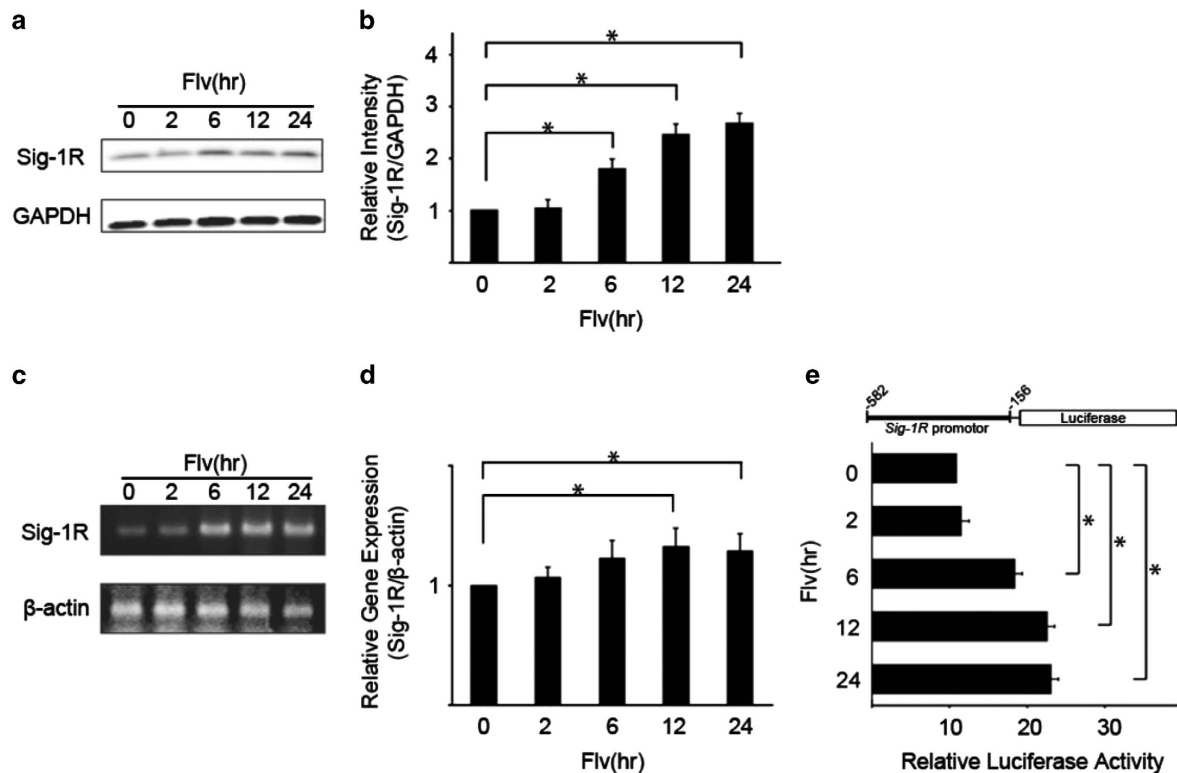 a
Flv(hr)
0 2 6 12 24
Sig-1R
GAPDH
b
Relative Intensity
(Sig-1R/GAPDH)
4
3
2
1
*
*
*
0 2 6 12 24
Flv(hr)
c
Flv(hr)
0 2 6 12 24
Sig-1R
β-actin
d
Relative Gene Expression
(Sig-1R/β-actin)
1
*
*
0 2 6 12 24
Flv(hr)
e
-582
-156
Sig-1R promotor
Luciferase
Flv(hr)
0
2
6
12
24
*
*
*
10 20 30
Relative Luciferase Activity